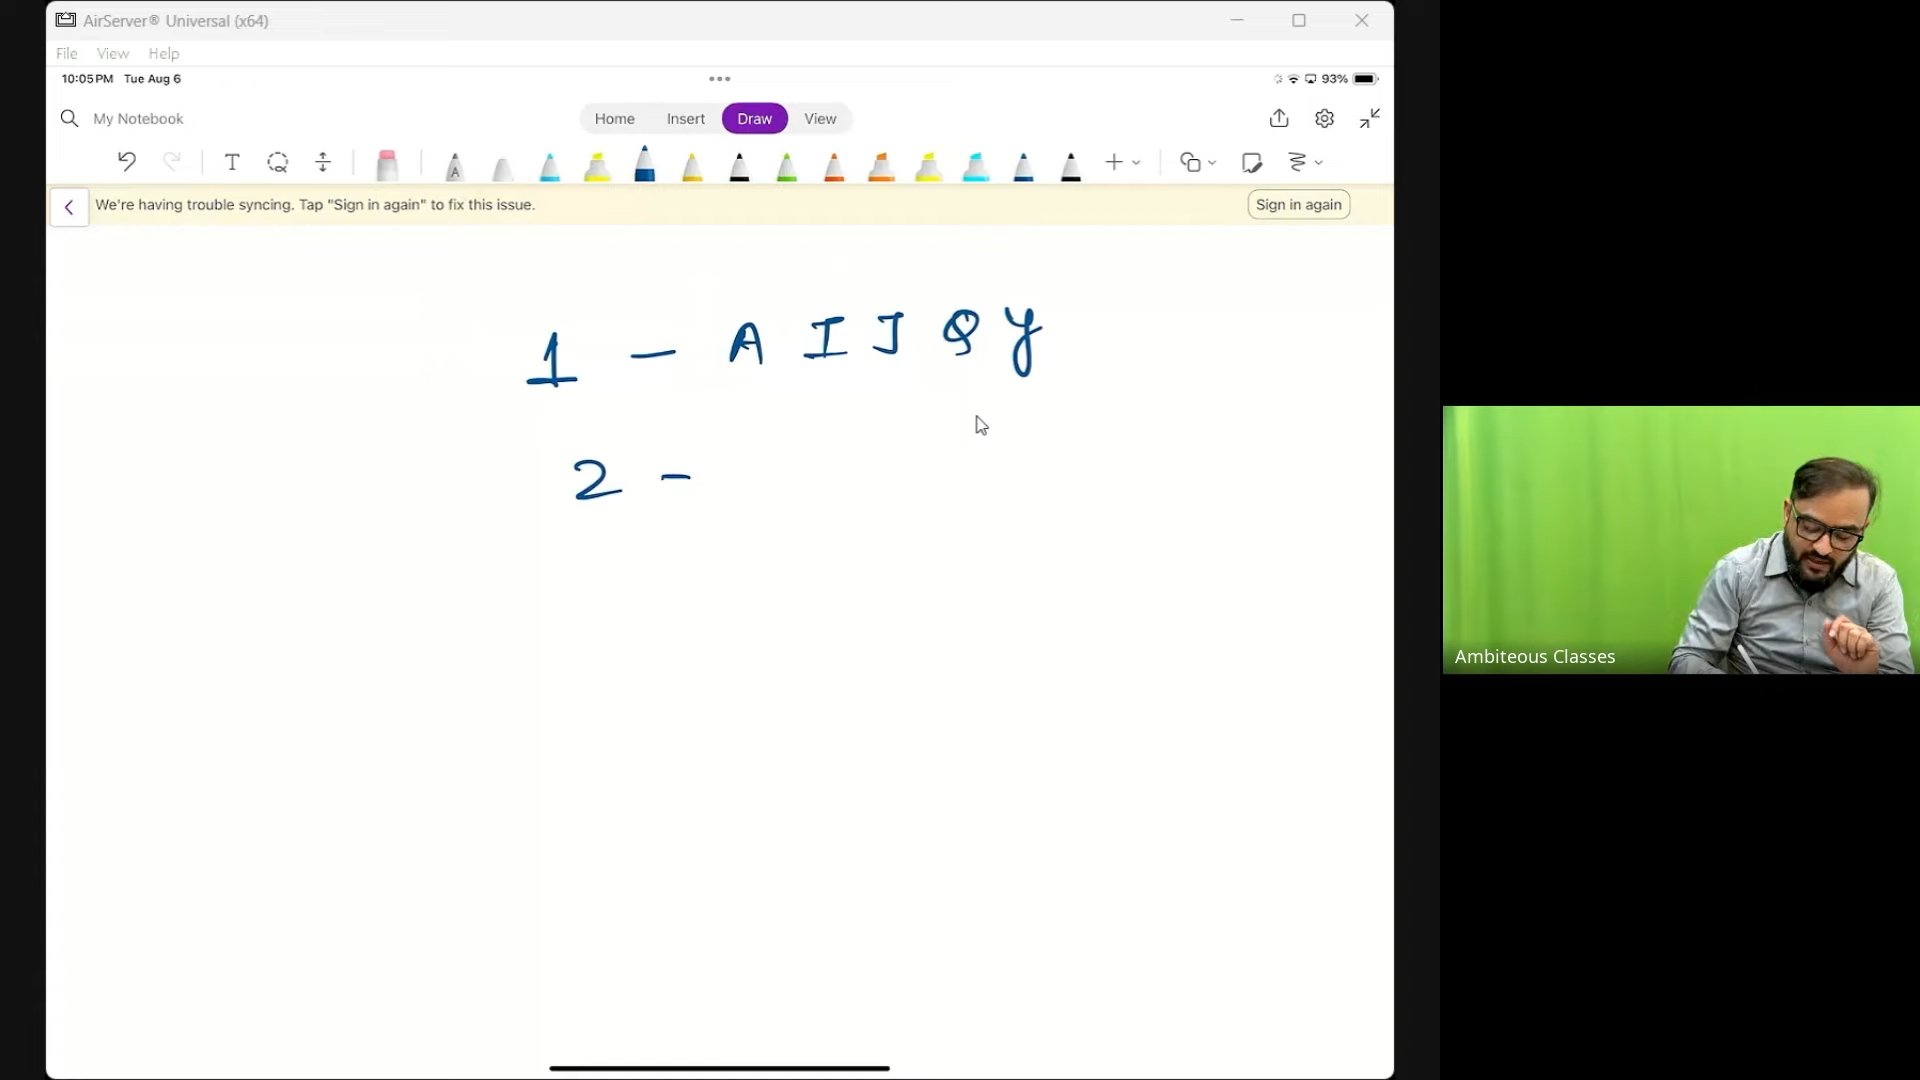 AirServer® Universal (x64)
File View Help
10:05 PM Tue Aug 6
93%
My Notebook
Home Insert Draw View
T
A
We're having trouble syncing. Tap "Sign in again" to fix this issue.
Sign in again
1 - A I J Q Y
2 -
Ambiteous Classes